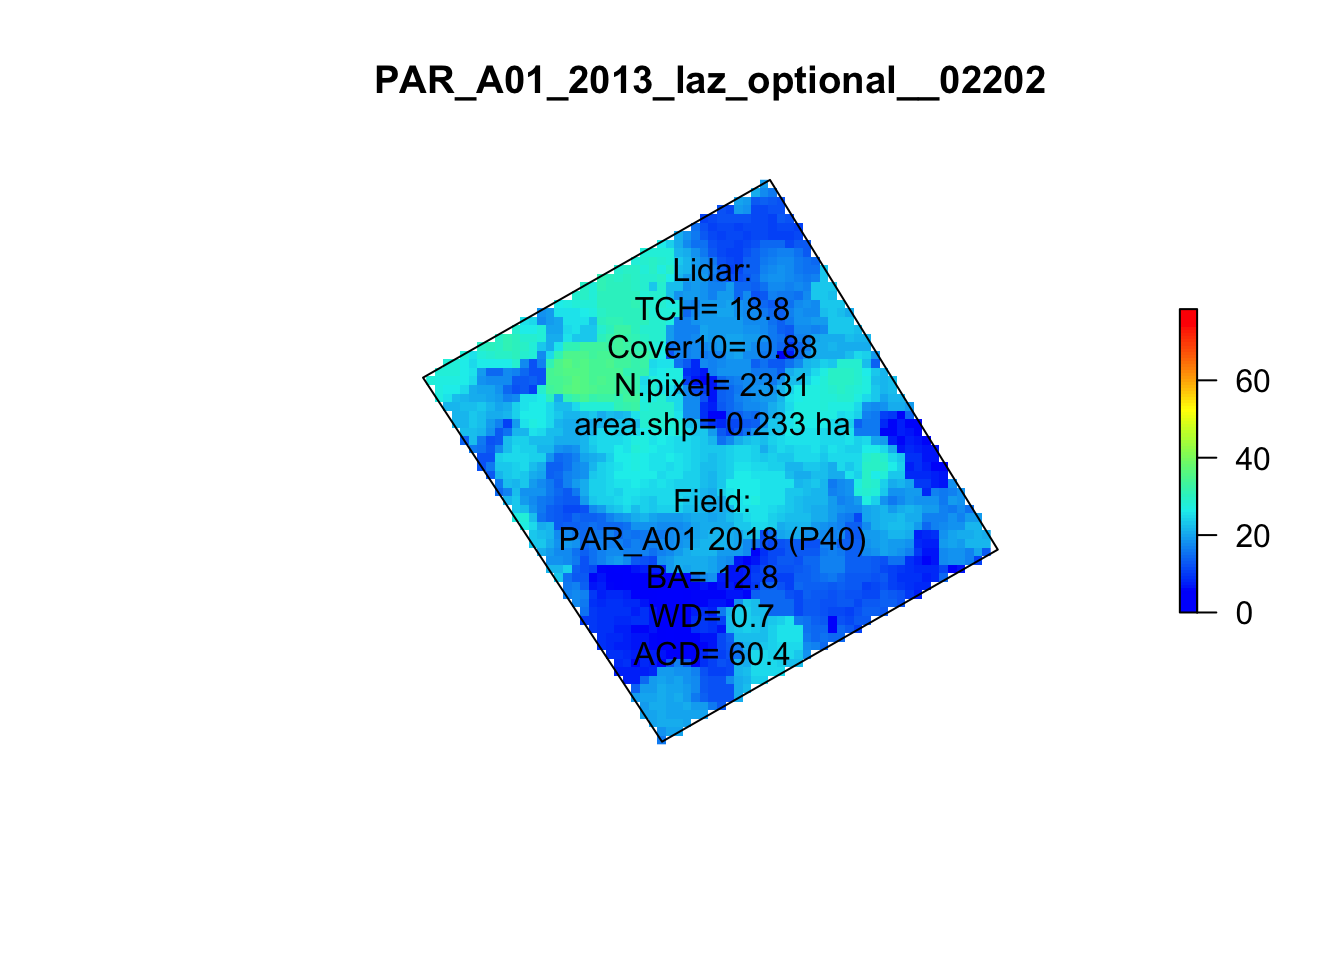 PAR_A01_2013_laz_optional__02202
Lidar:
TCH= 18.8
Cover10= 0.88
N.pixel= 2331
area.shp= 0.233 ha
Field:
PAR_A01 2018 (P40)
BA= 12.8
WD= 0.7
ACD= 60.4
60
40
20
0